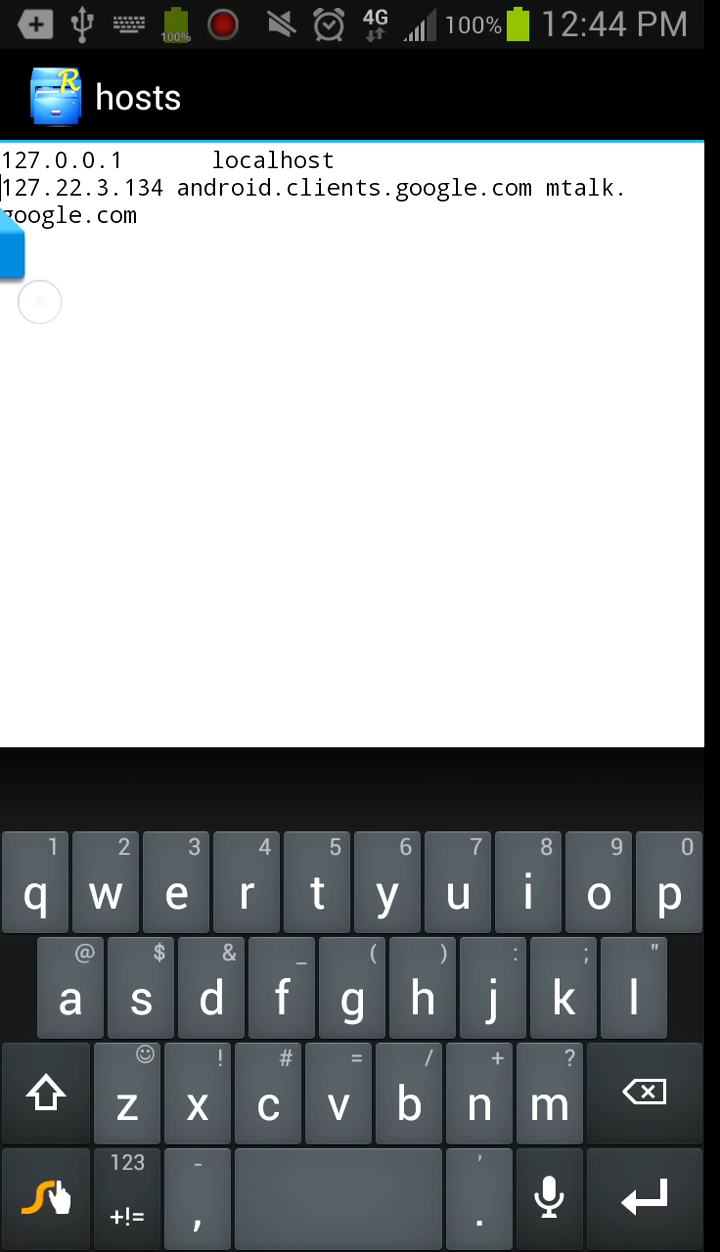 100%
4G
100%
12:44 PM
R
hosts
127.0.0.1      localhost
127.22.3.134 android.clients.google.com mtalk.
google.com
1 2 3 4 5 6 7 8 9 0
q w e r t y u i o p
@ $ & _ ( ) : ; "
a s d f g h j k l
! # = / + ?
z x c v b n m
123 - '
+!= , .